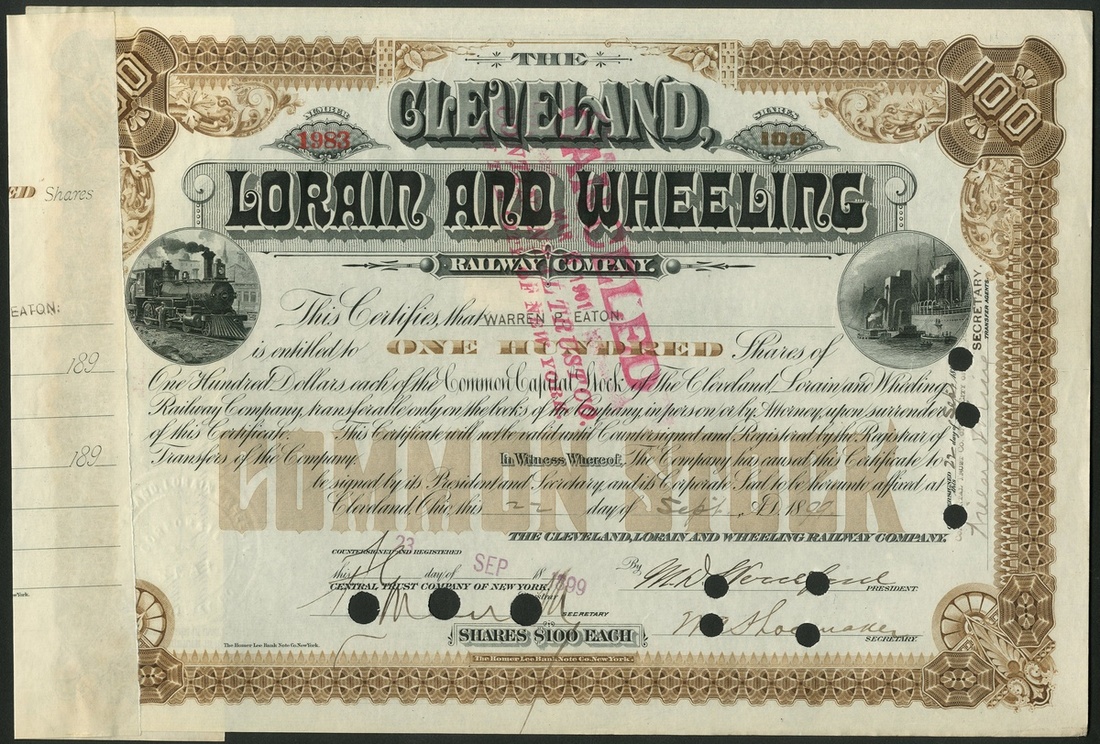 THE
CLEVELAND,
NUMBER
1983
SHARES
100
100
LORAIN AND WHEELING
RAILWAY COMPANY.
This Certifies, that WARREN P. EATON.
is entitled to ONE HUNDRED Shares of
One Hundred Dollars each of the Common Capital Stock of The Cleveland, Lorain and Wheeling
Railway Company, transferable only on the books of the Company, in person or by Attorney, upon surrender
of this Certificate. This Certificate will not be valid until Countersigned and Registered by the Registrar of
Transfers of the Company. In Witness Whereof, The Company has caused this Certificate to
be signed by its President and Secretary, and its Corporate Seal to be hereunto affixed at
Cleveland, Ohio, this 22 day of Sept. A.D. 1899
COMMON STOCK
THE CLEVELAND, LORAIN AND WHEELING RAILWAY COMPANY.
COUNTERSIGNED AND REGISTERED
this 23 day of SEP 1899
CENTRAL TRUST COMPANY OF NEW YORK,
SECRETARY
By
PRESIDENT.
SECRETARY.
SHARES $100 EACH
The Homer Lee Bank Note Co. New York.
The Homer Lee Bank Note Co. New York.
CANCELLED
TRUST CO.
NEW YORK
SECRETARY.
TRANSFER AGENTS.
ED Shares
EATON:
189
189